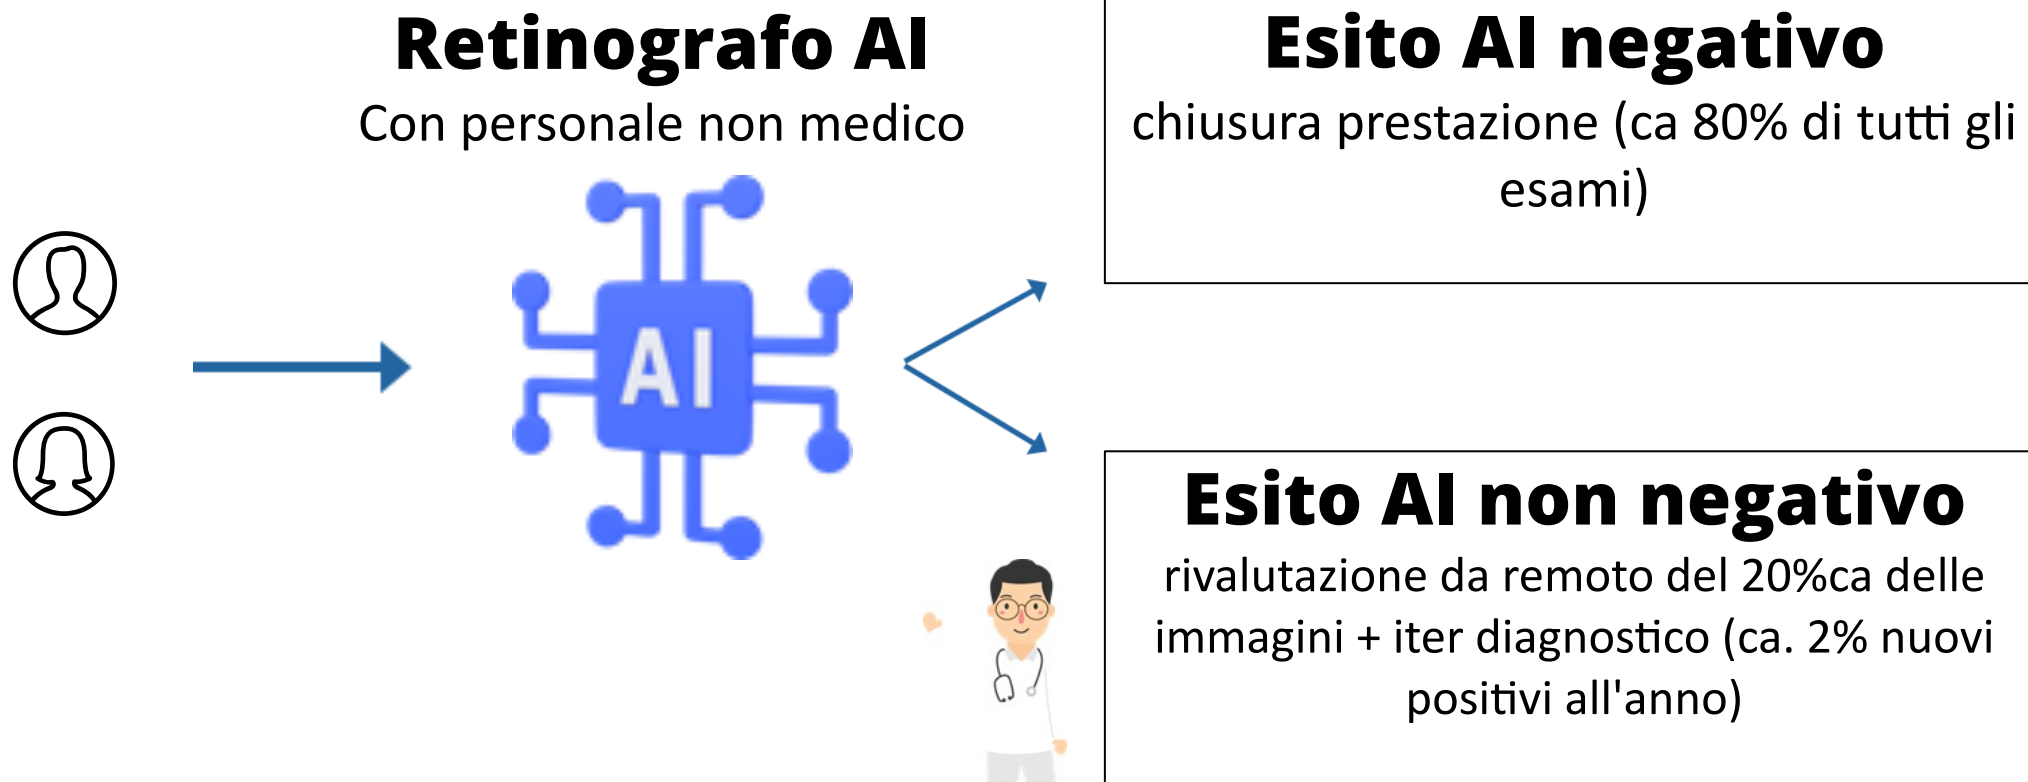 Retinografo AI
Con personale non medico
AI
Esito AI negativo
chiusura prestazione (ca 80% di tutti gli
esami)
Esito AI non negativo
rivalutazione da remoto del 20%ca delle
immagini + iter diagnostico (ca. 2% nuovi
positivi all'anno)